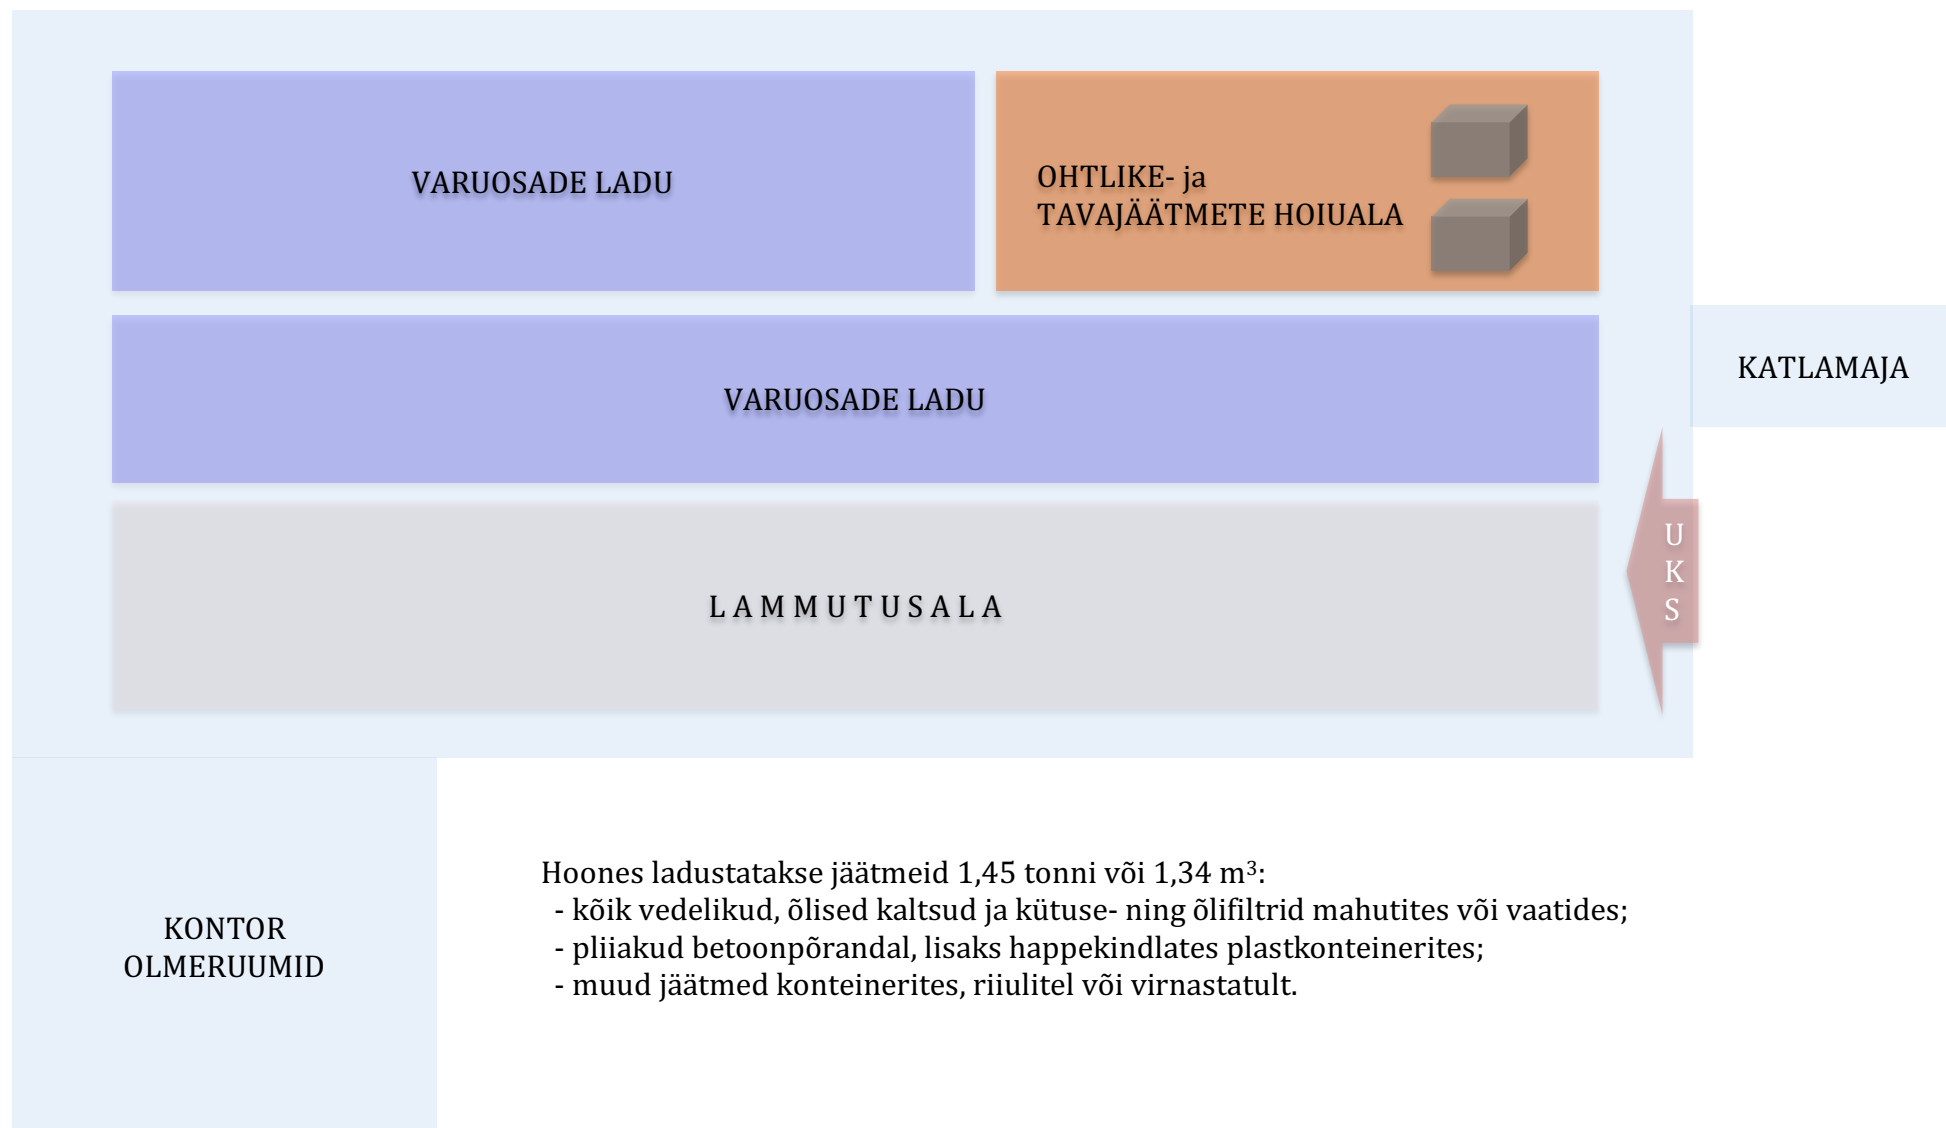 VARUOSADE LADU
OHTLIKE- ja
TAVAJÄÄTMETE HOIUALA
VARUOSADE LADU
KATLAMAJA
U
K
S
L A M M U T U S A L A
KONTOR
OLMERUUMID
Hoones ladustatakse jäätmeid 1,45 tonni või 1,34 m³:
- kõik vedelikud, õlised kaltsud ja kütuse- ning õlifiltrid mahutites või vaatides;
- pliiakud betoonpõrandal, lisaks happekindlates plastkonteinerites;
- muud jäätmed konteinerites, riiulitel või virnastatult.